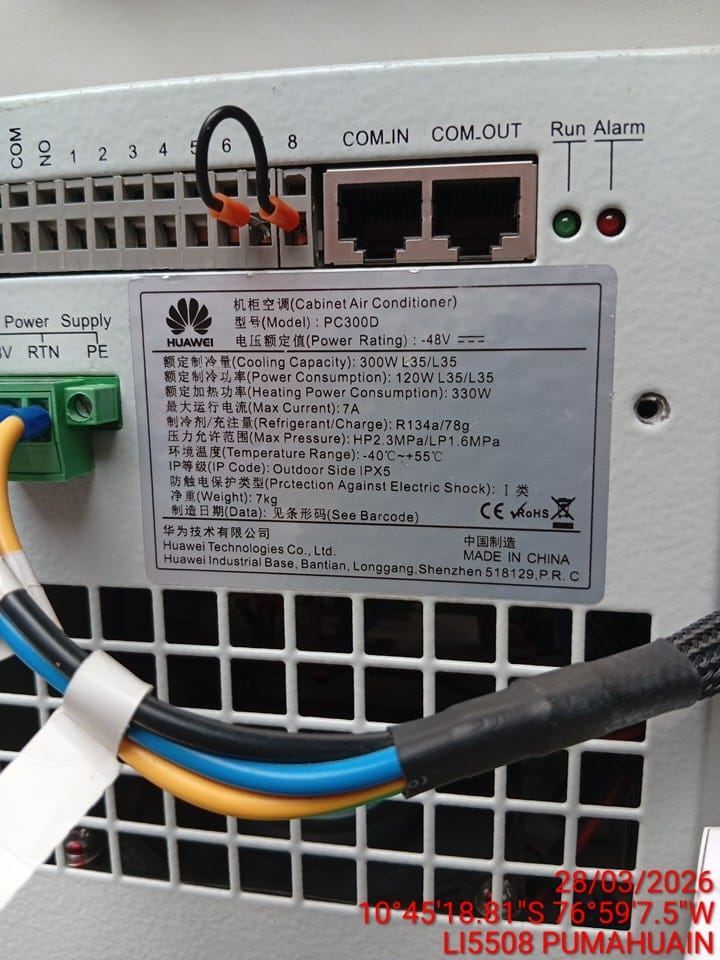 COM NO 1 2 3 4 5 6 8 COM_IN COM_OUT Run Alarm
Power Supply
RTN PE
HUAWEI
机柜空调(Cabinet Air Conditioner)
型号(Model) : PC300D
电压额定值(Power Rating) : -48V
额定制冷量(Cooling Capacity): 300W L35/L35
额定制冷功率(Power Consumption): 120W L35/L35
额定加热功率(Heating Power Consumption): 330W
最大运行电流(Max Current): 7A
制冷剂/充注量(Refrigerant/Charge): R134a/78g
压力允许范围(Max Pressure): HP2.3MPa/LP1.6MPa
环境温度(Temperature Range): -40℃~+55℃
IP等级(IP Code): Outdoor Side IPX5
防触电保护类型(Protection Against Electric Shock): I 类
净重(Weight): 7kg
制造日期(Data): 见条形码(See Barcode)
CE RoHS
华为技术有限公司
Huawei Technologies Co., Ltd.
Huawei Industrial Base, Bantian, Longgang, Shenzhen 518129, P.R. C
中国制造
MADE IN CHINA
28/03/2026
10°45'18.81"S 76°59'7.5"W
LI5508 PUMAHUAIN